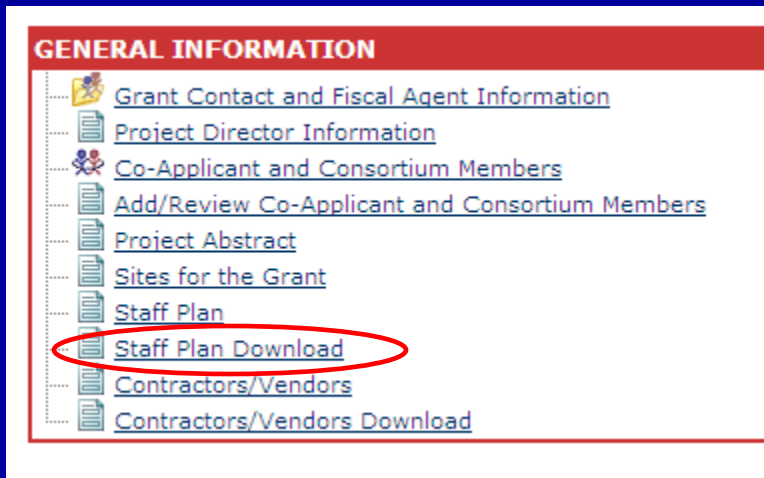 GENERAL INFORMATION
Grant Contact and Fiscal Agent Information
Project Director Information
Co-Applicant and Consortium Members
Add/Review Co-Applicant and Consortium Members
Project Abstract
Sites for the Grant
Staff Plan
Staff Plan Download
Contractors/Vendors
Contractors/Vendors Download